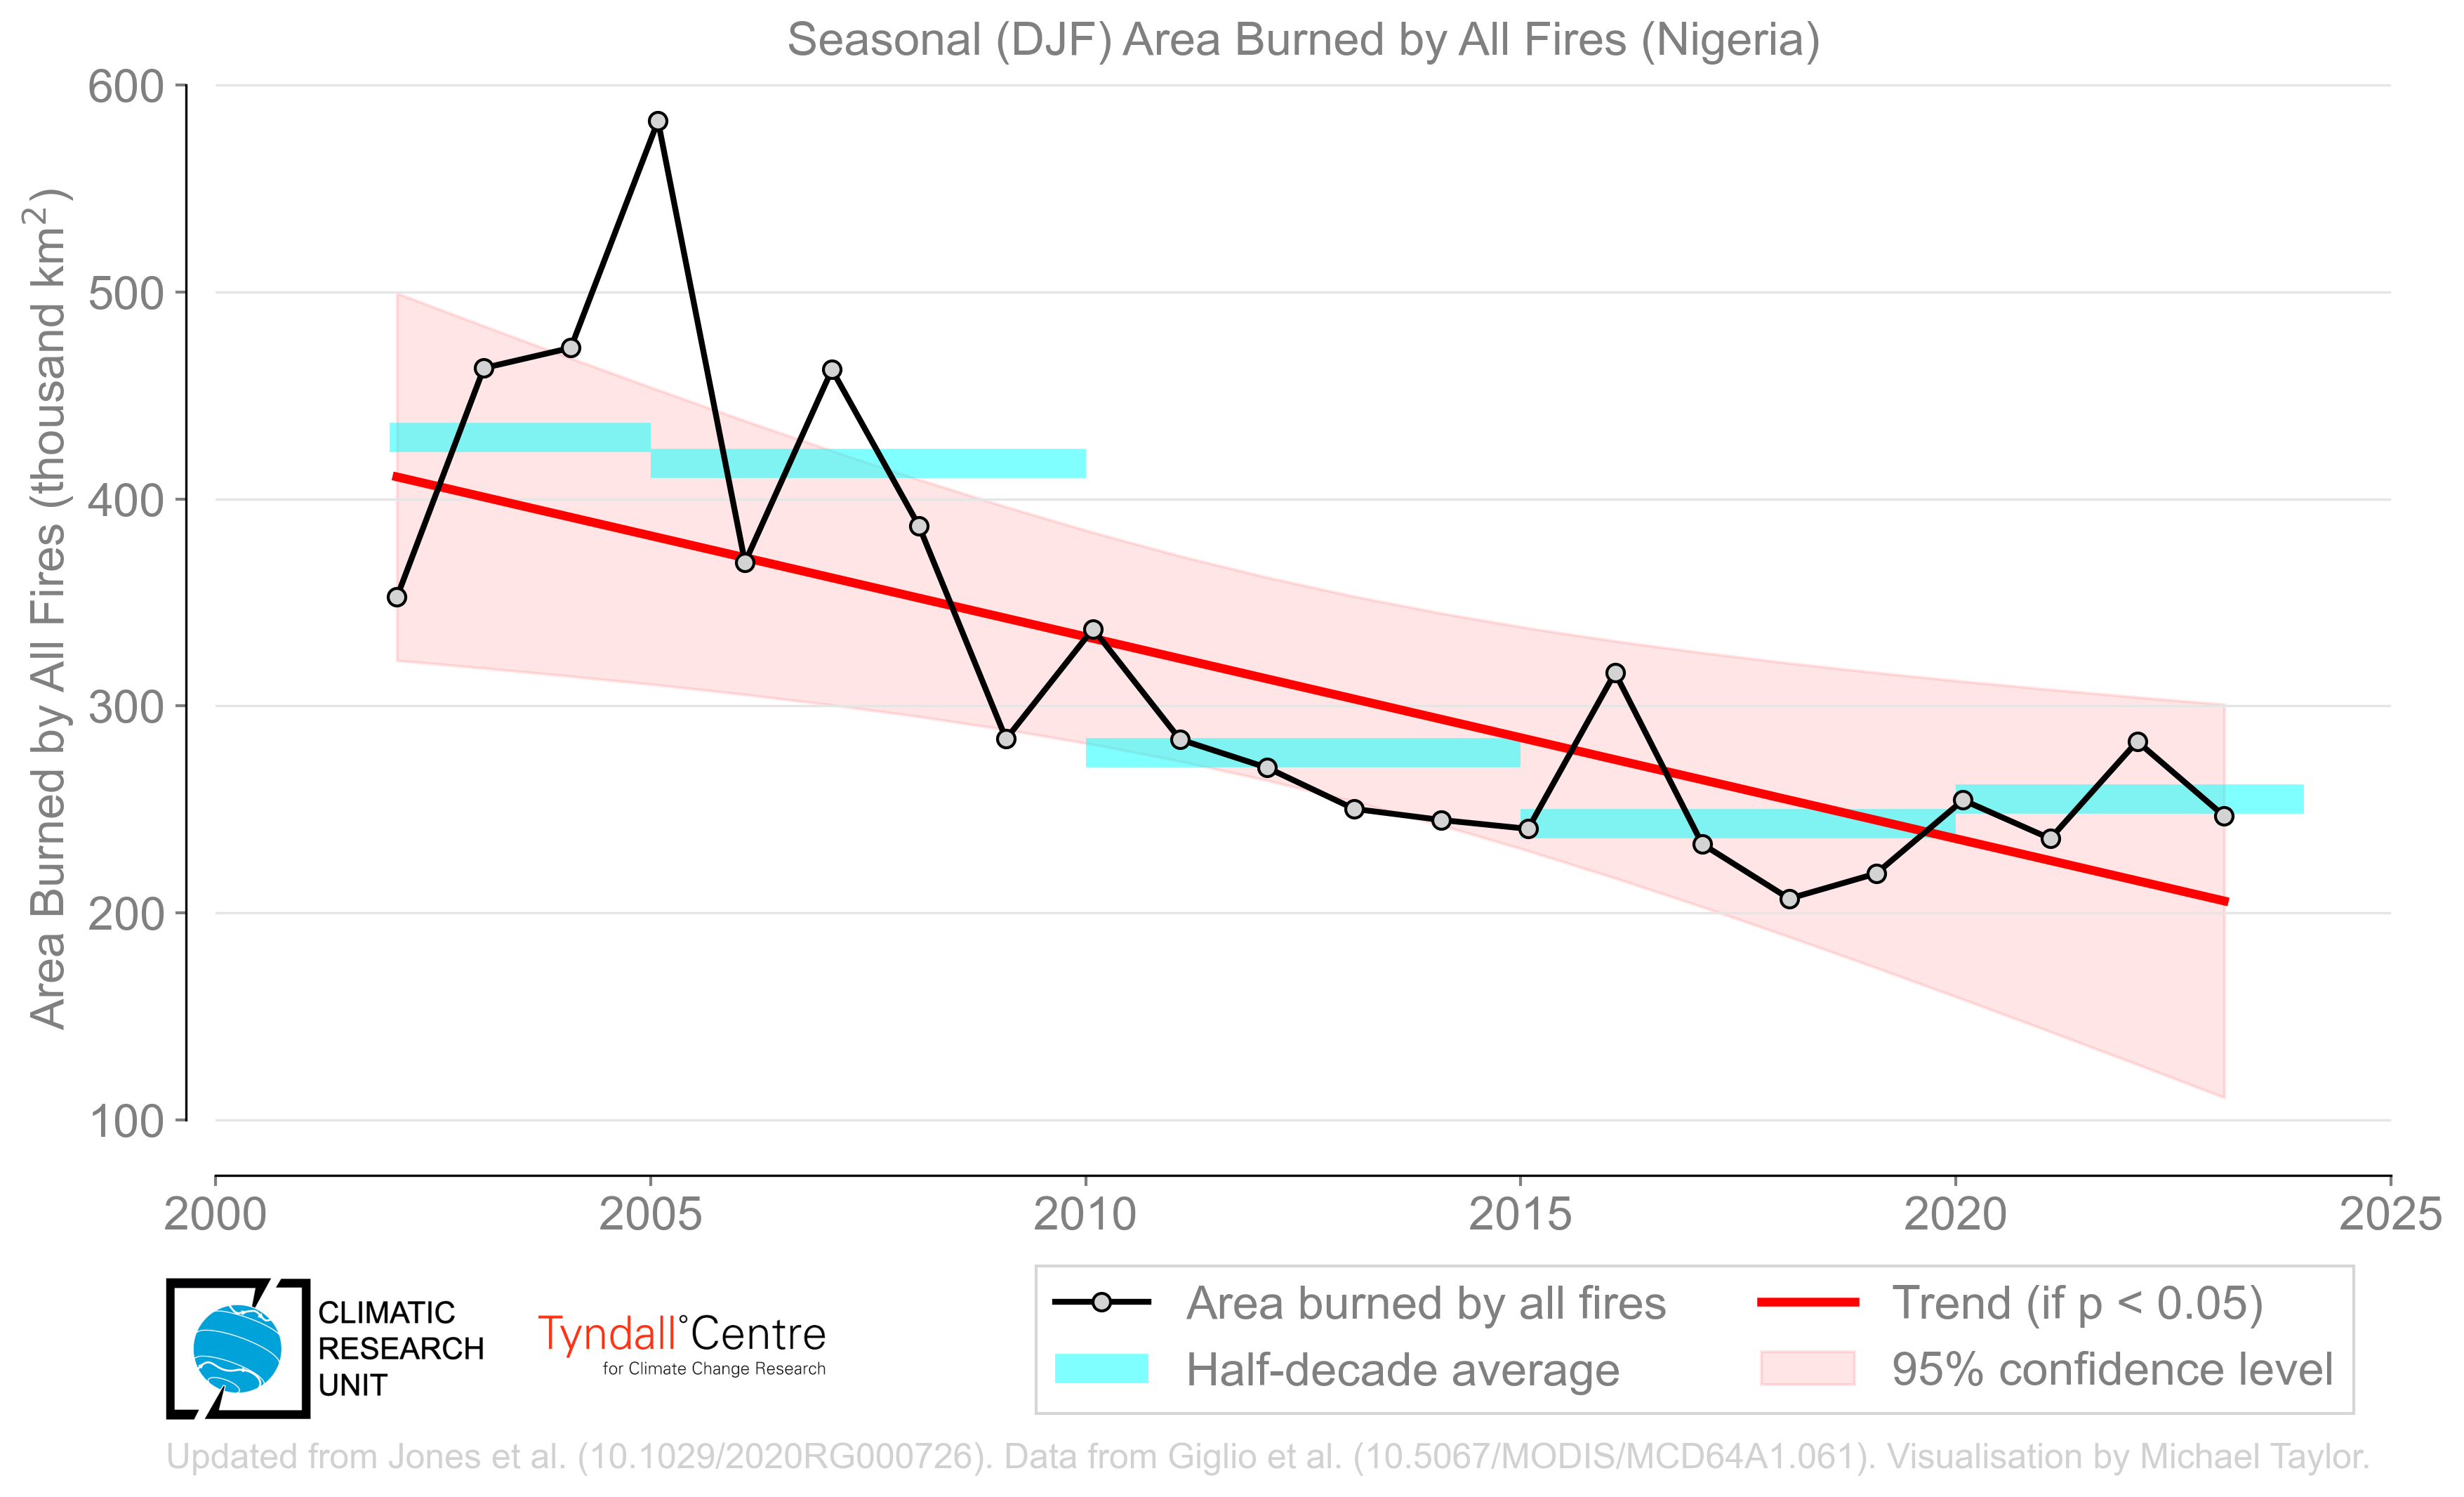 Seasonal (DJF) Area Burned by All Fires (Nigeria)
Area Burned by All Fires (thousand km²)
600
500
400
300
200
100
2000 2005 2010 2015 2020 2025
Area burned by all fires
Half-decade average
Trend (if p < 0.05)
95% confidence level
CLIMATIC
RESEARCH
UNIT
Tyndall°Centre
for Climate Change Research
Updated from Jones et al. (10.1029/2020RG000726). Data from Giglio et al. (10.5067/MODIS/MCD64A1.061). Visualisation by Michael Taylor.